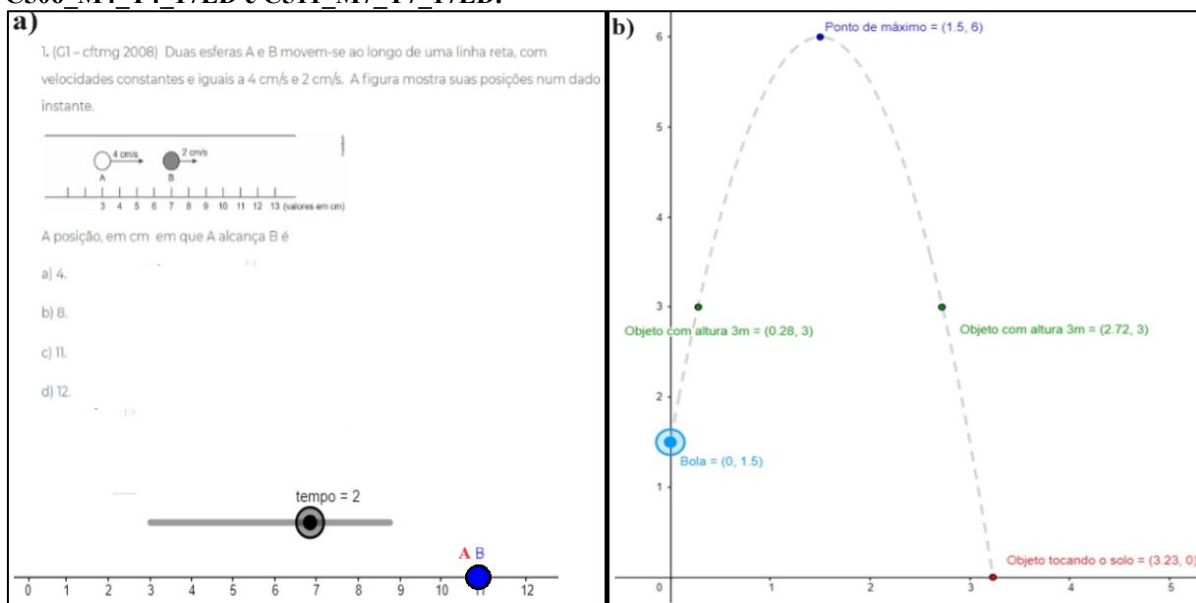 C506_M4_T4_17ED e C511_M7_T7_17ED.
a)
1. (G1 – cftmg 2008) Duas esferas A e B movem-se ao longo de uma linha reta, com
velocidades constantes e iguais a 4 cm/s e 2 cm/s. A figura mostra suas posições num dado
instante.
4 cm/s 2 cm/s
A B
3 4 5 6 7 8 9 10 11 12 13 (valores em cm)
A posição, em cm em que A alcança B é
a) 4.
b) 8.
c) 11.
d) 12.
tempo = 2
A B
0 1 2 3 4 5 6 7 8 9 10 11 12
b)
Ponto de máximo = (1.5, 6)
6
5
4
3
Objeto com altura 3m = (0.28, 3) Objeto com altura 3m = (2.72, 3)
2
Bola = (0, 1.5)
1
Objeto tocando o solo = (3.23, 0)
0 1 2 3 4 5